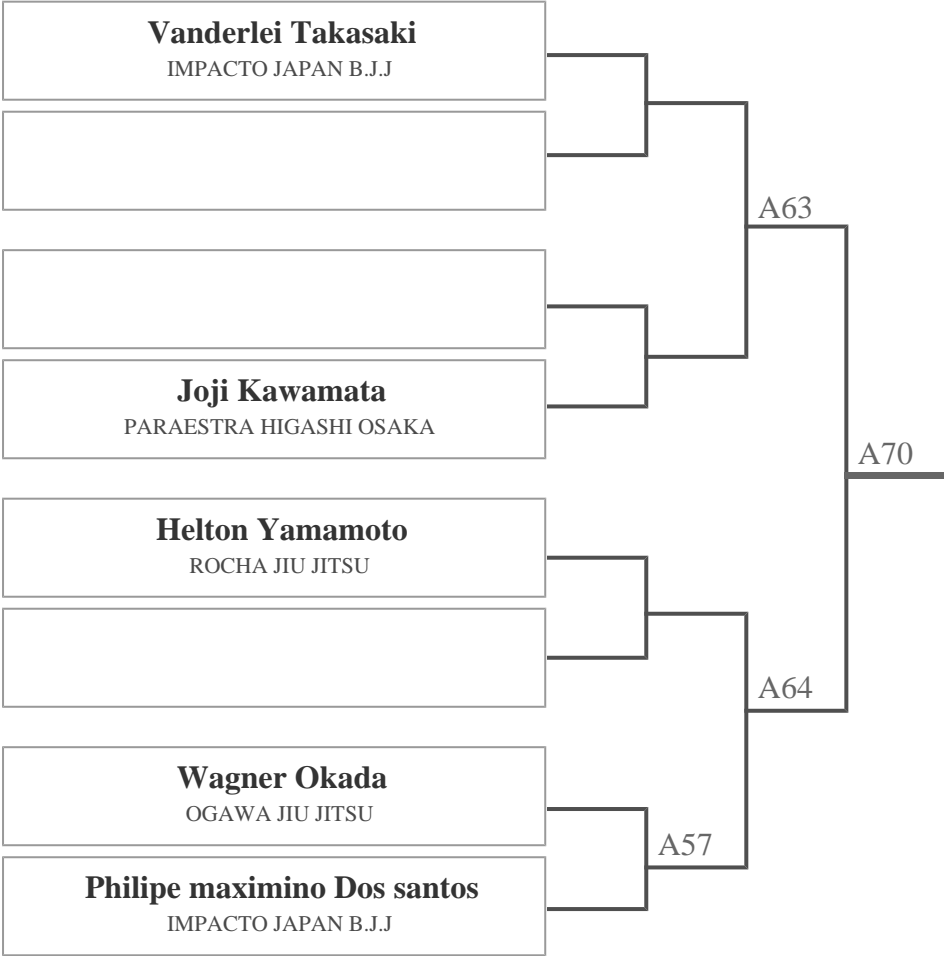 Vanderlei Takasaki
IMPACTO JAPAN B.J.J
A63
Joji Kawamata
PARAESTRA HIGASHI OSAKA
A70
Helton Yamamoto
ROCHA JIU JITSU
A64
Wagner Okada
OGAWA JIU JITSU
A57
Philipe maximino Dos santos
IMPACTO JAPAN B.J.J